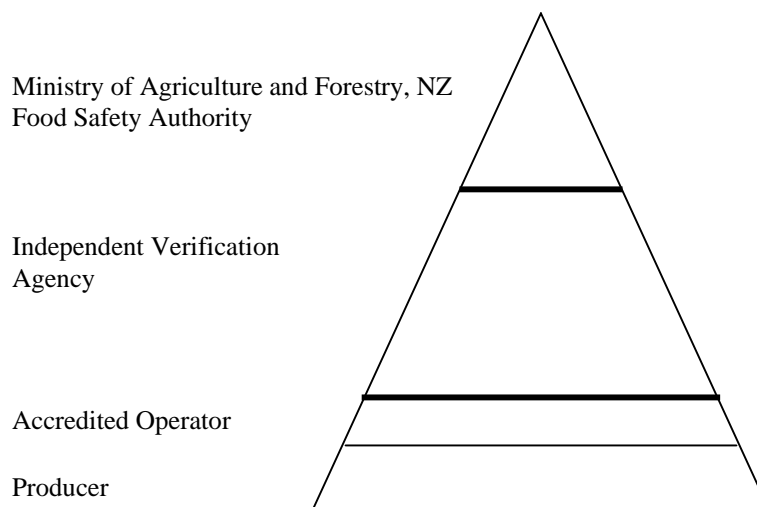 Ministry of Agriculture and Forestry, NZ
Food Safety Authority
Independent Verification
Agency
Accredited Operator
Producer